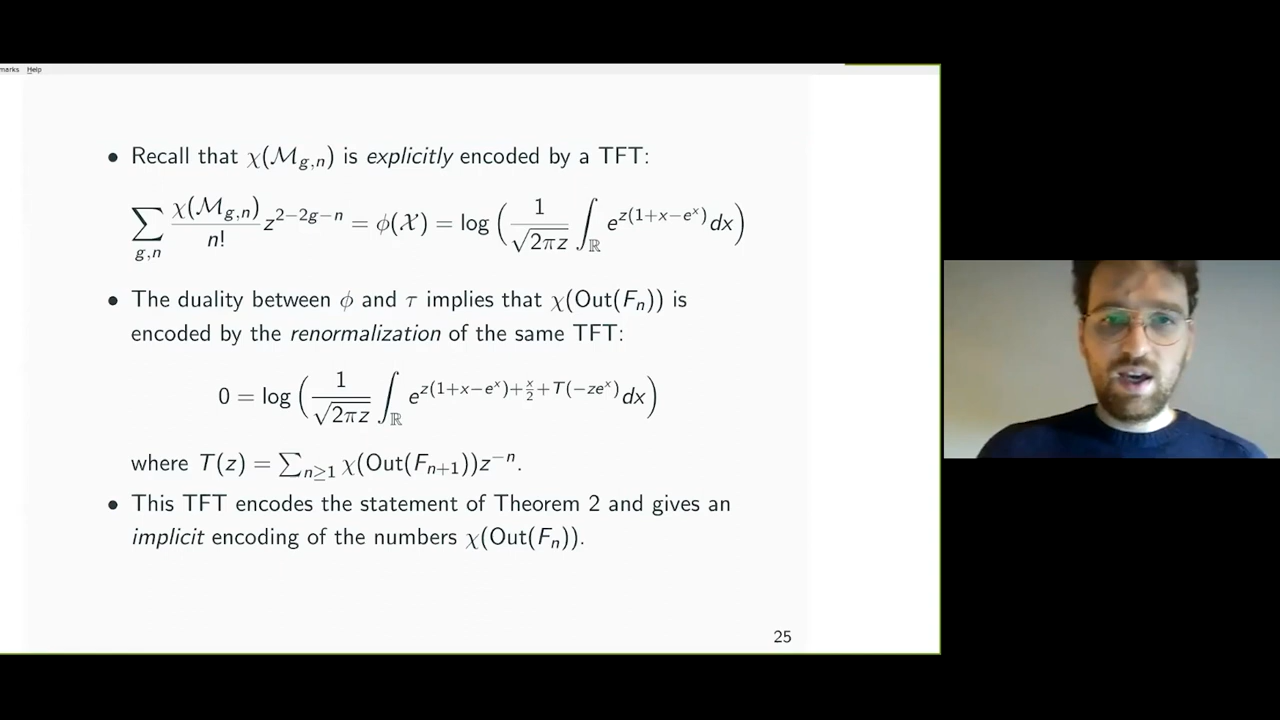 marks Help
• Recall that χ(ℳ_{g,n}) is explicitly encoded by a TFT:
∑_{g,n} χ(ℳ_{g,n})/n! z^{2−2g−n} = ϕ(𝒳) = log ( 1/√(2πz) ∫_ℝ e^{z(1+x−e^x)} dx )
• The duality between ϕ and τ implies that χ(Out(F_n)) is
encoded by the renormalization of the same TFT:
0 = log ( 1/√(2πz) ∫_ℝ e^{z(1+x−e^x)+x/2+T(−ze^x)} dx )
where T(z) = ∑_{n≥1} χ(Out(F_{n+1}))z^{−n}.
• This TFT encodes the statement of Theorem 2 and gives an
implicit encoding of the numbers χ(Out(F_n)).
25